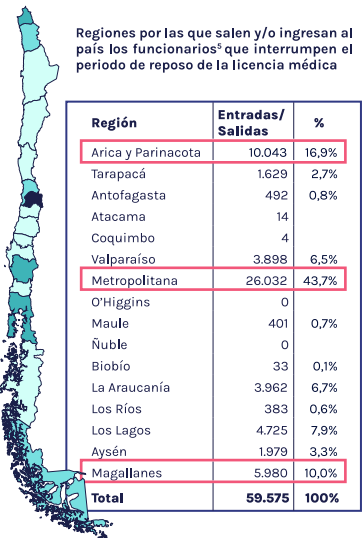 Regiones por las que salen y/o ingresan al
país los funcionarios⁵ que interrumpen el
periodo de reposo de la licencia médica
Región Entradas/ Salidas %
Arica y Parinacota 10.043 16,9%
Tarapacá 1.629 2,7%
Antofagasta 492 0,8%
Atacama 14
Coquimbo 4
Valparaíso 3.898 6,5%
Metropolitana 26.032 43,7%
O'Higgins 0
Maule 401 0,7%
Ñuble 0
Biobío 33 0,1%
La Araucanía 3.962 6,7%
Los Ríos 383 0,6%
Los Lagos 4.725 7,9%
Aysén 1.979 3,3%
Magallanes 5.980 10,0%
Total 59.575 100%